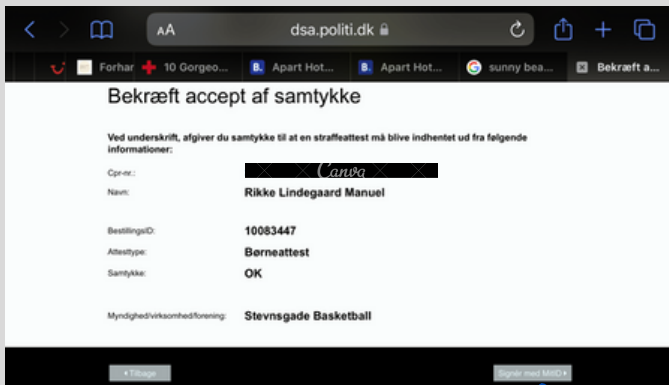 AA
dsa.politi.dk
Forhar
10 Gorgeo...
B. Apart Hot...
B. Apart Hot...
G sunny bea...
Bekræft a...
Bekræft accept af samtykke
Ved underskrift, afgiver du samtykke til at en straffeattest må blive indhentet ud fra følgende
informationer:
Cpr-nr.:
Canva
Navn: Rikke Lindegaard Manuel
BestillingsID: 10083447
Attesttype: Børneattest
Samtykke: OK
Myndighed/virksomhed/forening: Stevnsgade Basketball
Tilbage
Signér med MitID